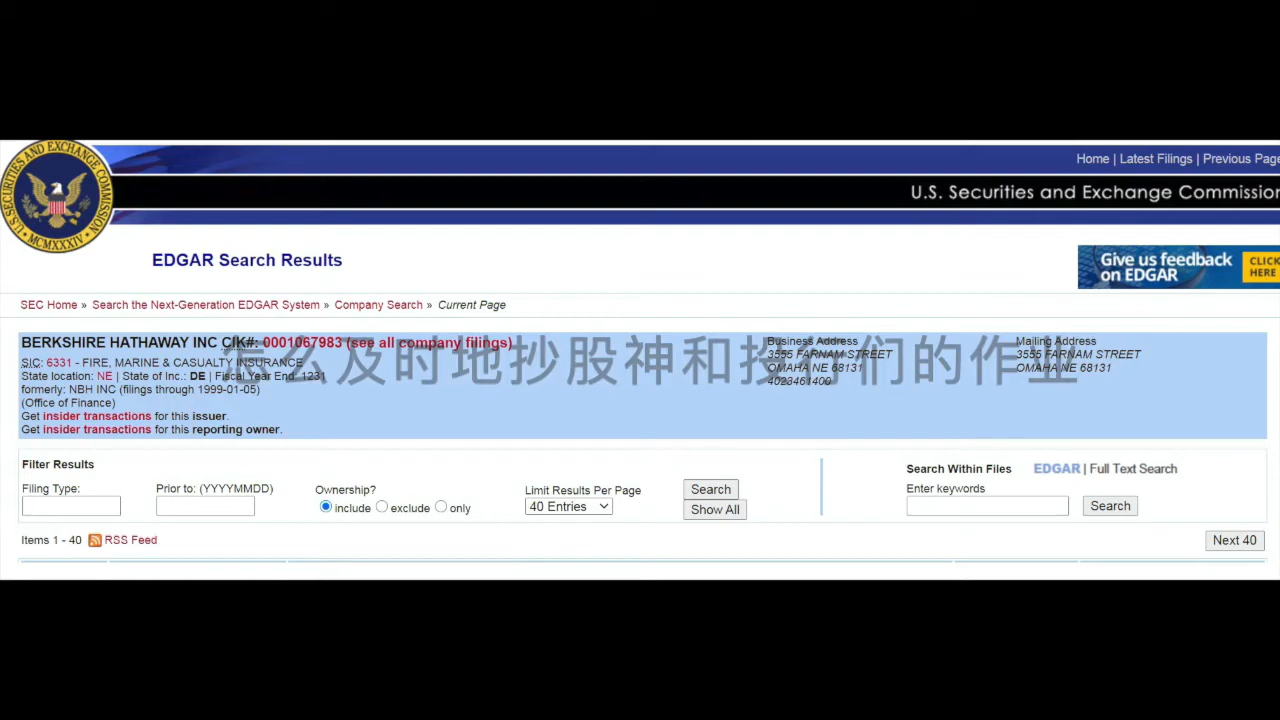 Home | Latest Filings | Previous Page
U.S. Securities and Exchange Commission
U.S. SECURITIES AND EXCHANGE COMMISSION
MCMXXXIV
EDGAR Search Results
Give us feedback
on EDGAR
CLICK
HERE
SEC Home » Search the Next-Generation EDGAR System » Company Search » Current Page
BERKSHIRE HATHAWAY INC CIK#: 0001067983 (see all company filings)
SIC: 6331 - FIRE, MARINE & CASUALTY INSURANCE
State location: NE | State of Inc.: DE | Fiscal Year End: 1231
formerly: NBH INC (filings through 1999-01-05)
(Office of Finance)
Get insider transactions for this issuer.
Get insider transactions for this reporting owner.
Business Address
3555 FARNAM STREET
OMAHA NE 68131
4023461400
Mailing Address
3555 FARNAM STREET
OMAHA NE 68131
怎么及时地抄股神和投行们的作业
Filter Results
Filing Type:
Prior to: (YYYYMMDD)
Ownership?
include exclude only
Limit Results Per Page
40 Entries
Search
Show All
Search Within Files
EDGAR | Full Text Search
Enter keywords
Search
Items 1 - 40 RSS Feed
Next 40